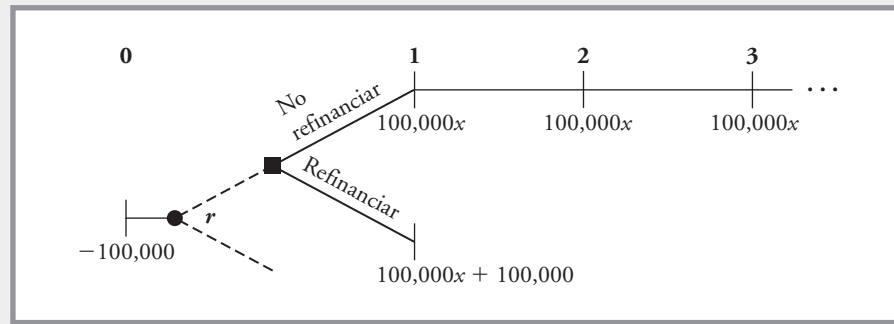 0 1 2 3
No
refinanciar
100,000x 100,000x 100,000x
...
Refinanciar
r
−100,000
100,000x + 100,000